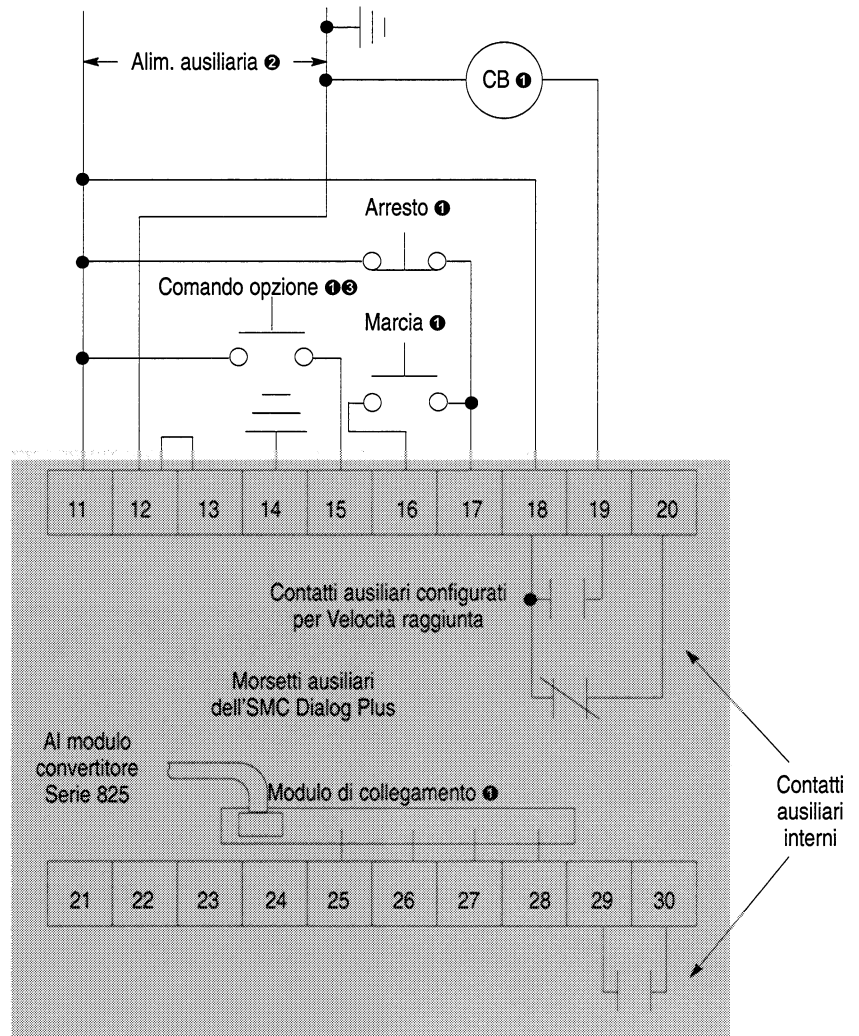 Alim. ausiliaria ❷
CB ❶
Arresto ❶
Comando opzione ❶❸
Marcia ❶
11 12 13 14 15 16 17 18 19 20
Contatti ausiliari configurati
per Velocità raggiunta
Morsetti ausiliari
dell'SMC Dialog Plus
Al modulo
convertitore
Serie 825
Modulo di collegamento ❶
Contatti
ausiliari
interni
21 22 23 24 25 26 27 28 29 30